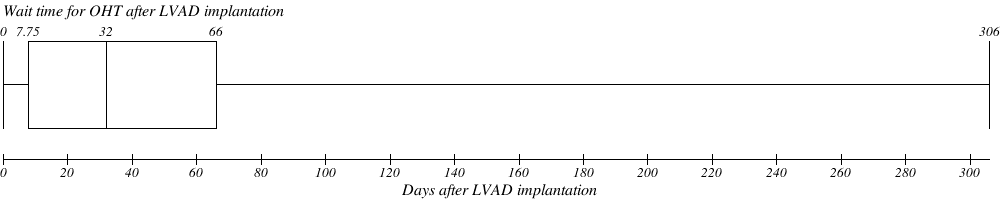 Wait time for OHT after LVAD implantation
0 7.75 32 66 306
0 20 40 60 80 100 120 140 160 180 200 220 240 260 280 300
Days after LVAD implantation